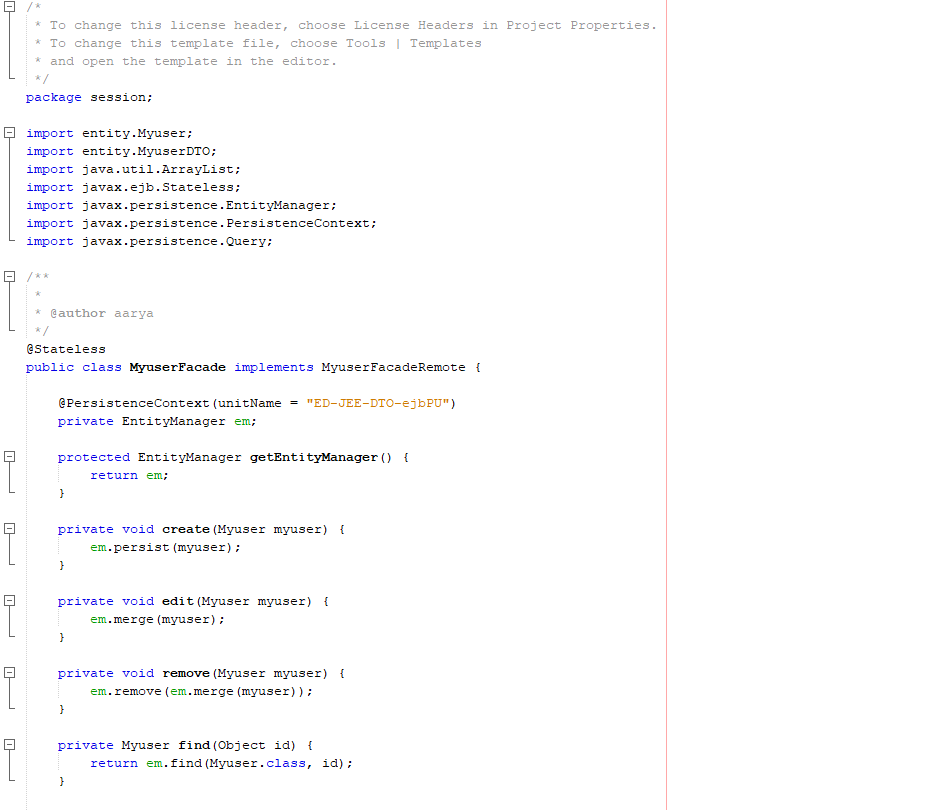 /*
 * To change this license header, choose License Headers in Project Properties.
 * To change this template file, choose Tools | Templates
 * and open the template in the editor.
 */
package session;

import entity.Myuser;
import entity.MyuserDTO;
import java.util.ArrayList;
import javax.ejb.Stateless;
import javax.persistence.EntityManager;
import javax.persistence.PersistenceContext;
import javax.persistence.Query;

/**
 *
 * @author aarya
 */
@Stateless
public class MyuserFacade implements MyuserFacadeRemote {

    @PersistenceContext(unitName = "ED-JEE-DTO-ejbPU")
    private EntityManager em;

    protected EntityManager getEntityManager() {
        return em;
    }

    private void create(Myuser myuser) {
        em.persist(myuser);
    }

    private void edit(Myuser myuser) {
        em.merge(myuser);
    }

    private void remove(Myuser myuser) {
        em.remove(em.merge(myuser));
    }

    private Myuser find(Object id) {
        return em.find(Myuser.class, id);
    }